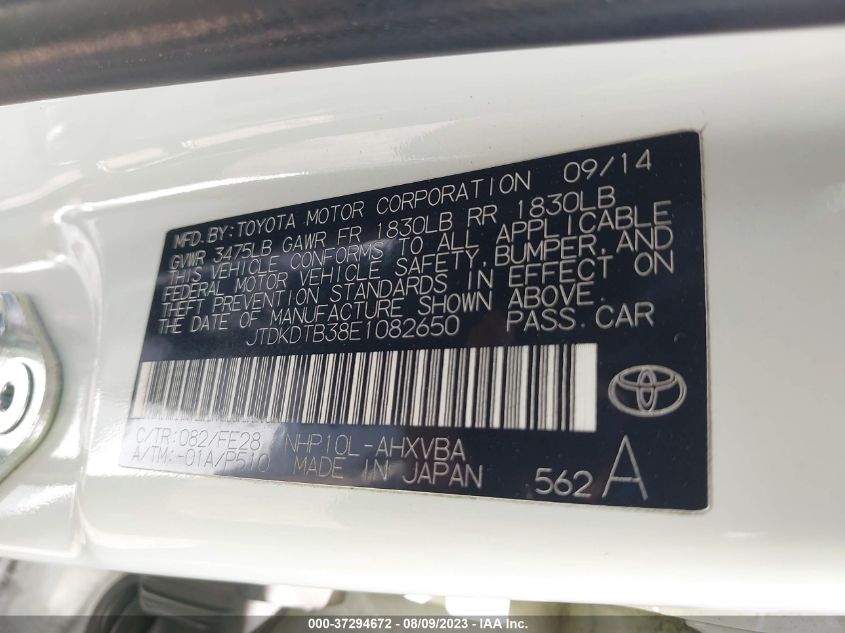 MFD.BY:TOYOTA MOTOR CORPORATION 09/14
GVWR 3475LB GAWR FR 1830LB RR 1830LB
THIS VEHICLE CONFORMS TO ALL APPLICABLE
FEDERAL MOTOR VEHICLE SAFETY, BUMPER, AND
THEFT PREVENTION STANDARDS IN EFFECT ON
THE DATE OF MANUFACTURE SHOWN ABOVE.
JTDKDTB38E1082650 PASS.CAR
C/TR:082/FE28 NHP10L-AHXVBA
A/TM:-01A/P510 MADE IN JAPAN 562 A
000-37294672 - 08/09/2023 - IAA Inc.